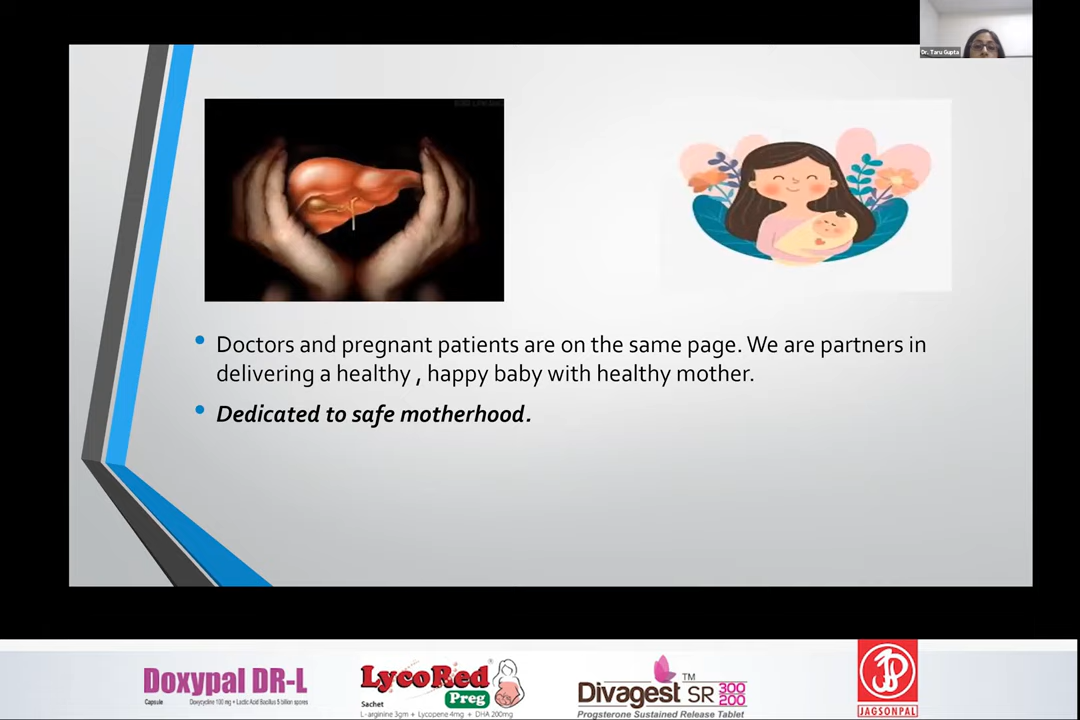 Dr. Taru Gupta
Doctors and pregnant patients are on the same page. We are partners in
delivering a healthy , happy baby with healthy mother.
Dedicated to safe motherhood.
Doxypal DR-L
Capsule Doxycycline 100 mg + Lactic Acid Bacillus 5 billion spores
LycoRed
Preg
Sachet
L-arginine 3gm + Lycopene 4mg + DHA 200mg
Divagest SR 300 200 TM
Progsterone Sustained Release Tablet
JAGSONPAL